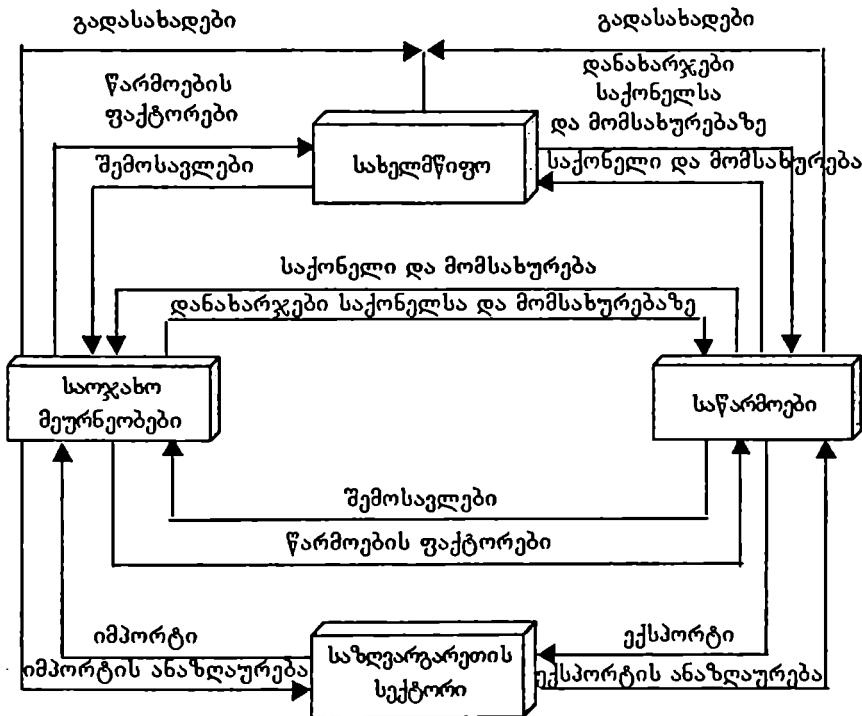 გადასახადები
გადასახადები
წარმოების
ფაქტორები
დანახარჯები
საქონელსა
და მომსახურებაზე
სახელმწიფო
შემოსავლები
საქონელი და მომსახურება
საქონელი და მომსახურება
დანახარჯები საქონელსა და მომსახურებაზე
საოჯახო
მეურნეობები
საწარმოები
შემოსავლები
წარმოების ფაქტორები
იმპორტი
ექსპორტი
იმპორტის ანაზღაურება
საზღვარგარეთის
სექტორი
ექსპორტის ანაზღაურება